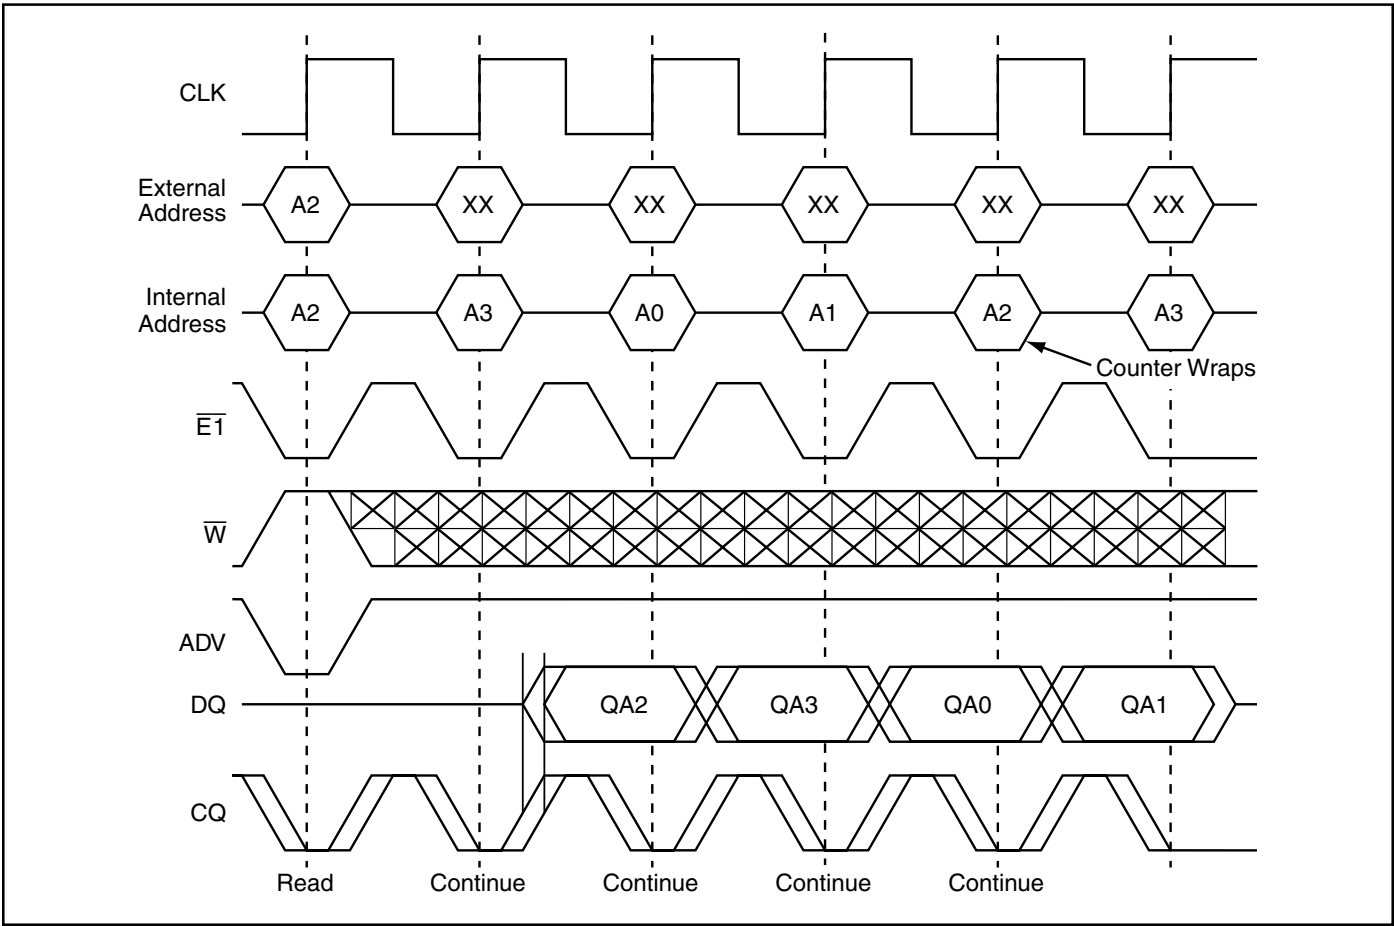 CLK
External
Address
A2 XX XX XX XX XX
Internal
Address
A2 A3 A0 A1 A2 A3
Counter Wraps
E1
W
ADV
DQ
QA2 QA3 QA0 QA1
CQ
Read Continue Continue Continue Continue